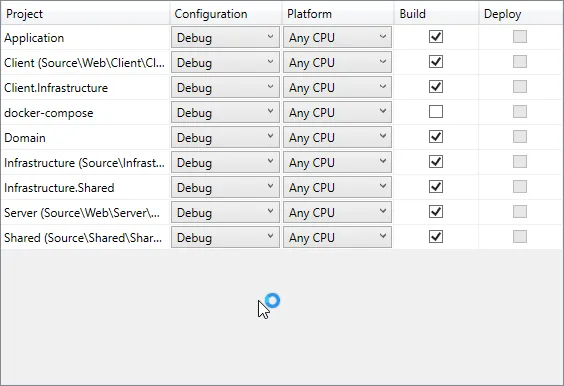 Project Configuration Platform Build Deploy
Application Debug Any CPU
Client (Source\Web\Client\Cl... Debug Any CPU
Client.Infrastructure Debug Any CPU
docker-compose Debug Any CPU
Domain Debug Any CPU
Infrastructure (Source\Infrast... Debug Any CPU
Infrastructure.Shared Debug Any CPU
Server (Source\Web\Server\,... Debug Any CPU
Shared (Source\Shared\Shar... Debug Any CPU